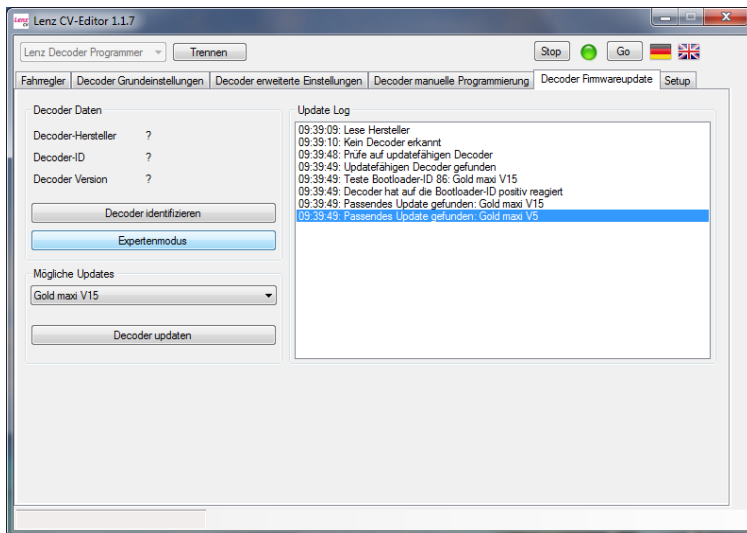 Lenz CV-Editor 1.1.7
Lenz Decoder Programmer
Trennen
Stop
Go
Fahrregler
Decoder Grundeinstellungen
Decoder erweiterte Einstellungen
Decoder manuelle Programmierung
Decoder Firmwareupdate
Setup
Decoder Daten
Decoder-Hersteller ?
Decoder-ID ?
Decoder Version ?
Decoder identifizieren
Expertenmodus
Mögliche Updates
Gold maxi V15
Decoder updaten
Update Log
09:39:09: Lese Hersteller
09:39:10: Kein Decoder erkannt
09:39:48: Prüfe auf updatefähigen Decoder
09:39:49: Updatefähigen Decoder gefunden
09:39:49: Teste Bootloader-ID 86: Gold maxi V15
09:39:49: Decoder hat auf die Bootloader-ID positiv reagiert
09:39:49: Passendes Update gefunden: Gold maxi V15
09:39:49: Passendes Update gefunden: Gold maxi V5